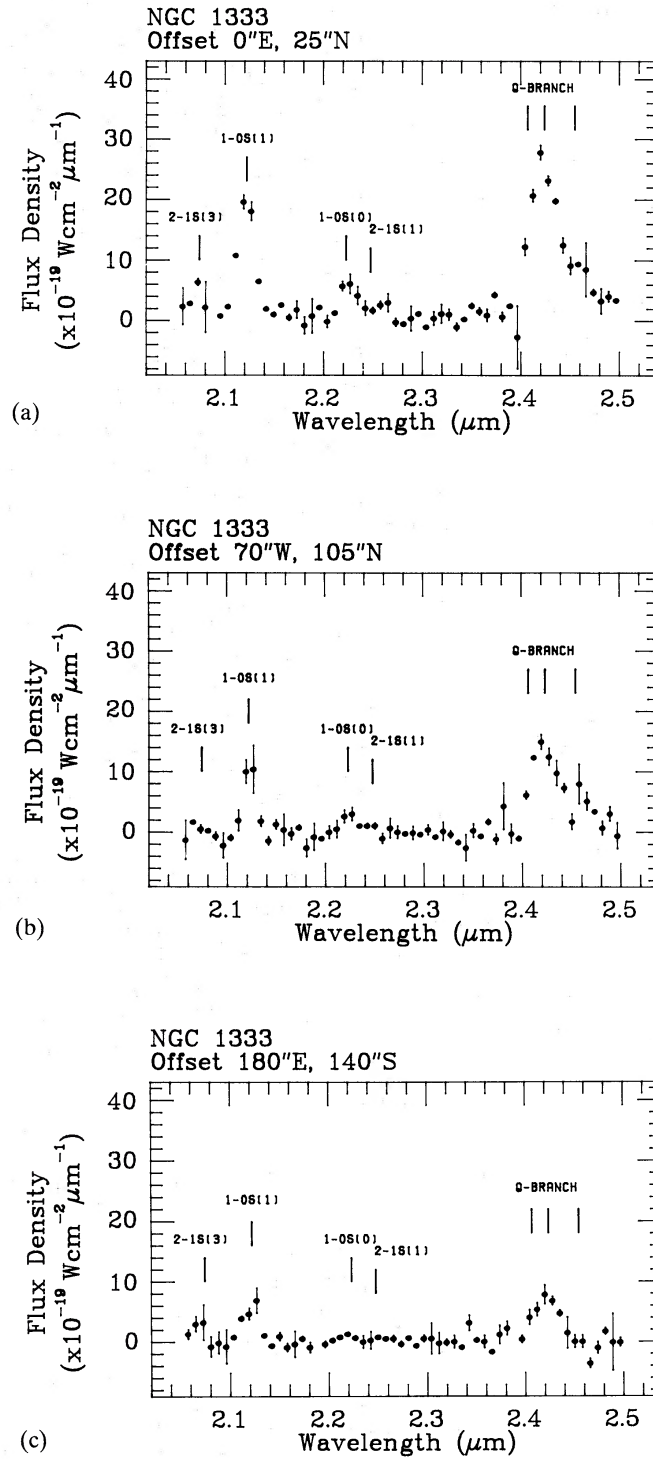 NGC 1333
Offset 0"E, 25"N
Flux Density
(x10⁻¹⁹ Wcm⁻²μm⁻¹)
40
30
20
10
0
2-1S(3)
1-0S(1)
1-0S(0)
2-1S(1)
Q-BRANCH
2.1
2.2
2.3
2.4
2.5
Wavelength (μm)
(a)
NGC 1333
Offset 70"W, 105"N
Flux Density
(x10⁻¹⁹ Wcm⁻²μm⁻¹)
40
30
20
10
0
2-1S(3)
1-0S(1)
1-0S(0)
2-1S(1)
Q-BRANCH
2.1
2.2
2.3
2.4
2.5
Wavelength (μm)
(b)
NGC 1333
Offset 180"E, 140"S
Flux Density
(x10⁻¹⁹ Wcm⁻²μm⁻¹)
40
30
20
10
0
2-1S(3)
1-0S(1)
1-0S(0)
2-1S(1)
Q-BRANCH
2.1
2.2
2.3
2.4
2.5
Wavelength (μm)
(c)